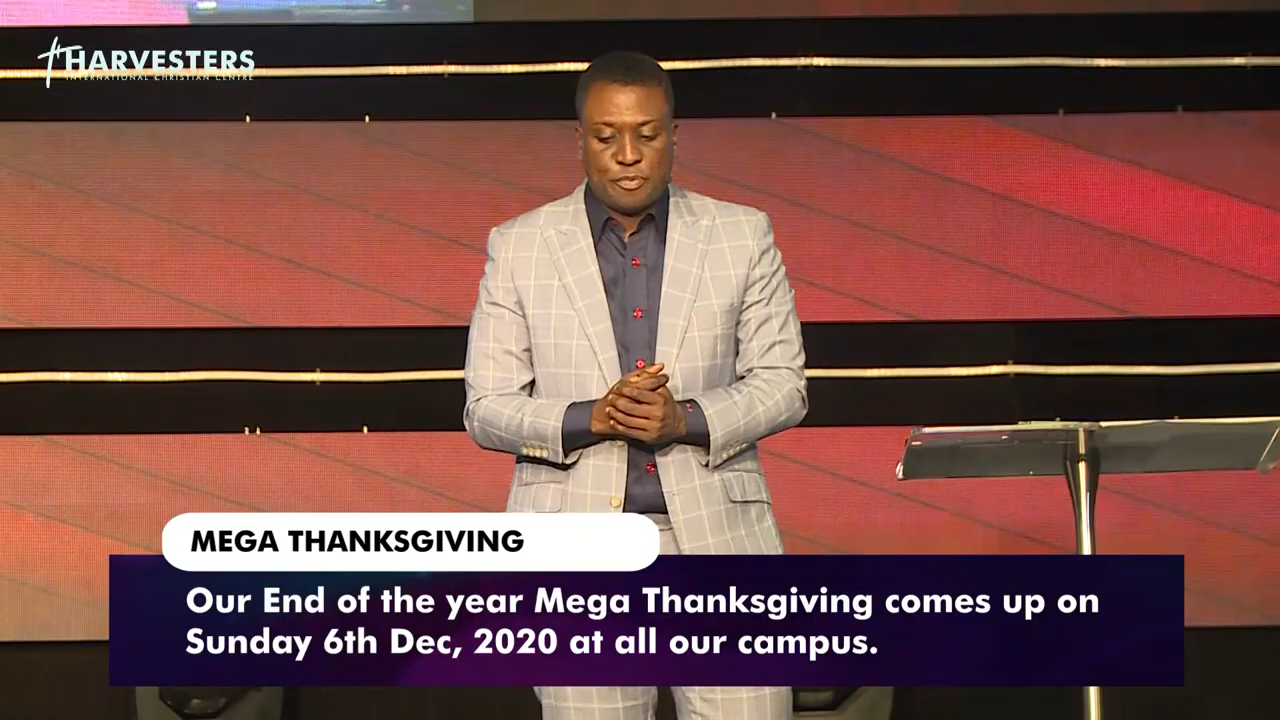 HARVESTERS
INTERNATIONAL CHRISTIAN CENTRE
MEGA THANKSGIVING
Our End of the year Mega Thanksgiving comes up on
Sunday 6th Dec, 2020 at all our campus.